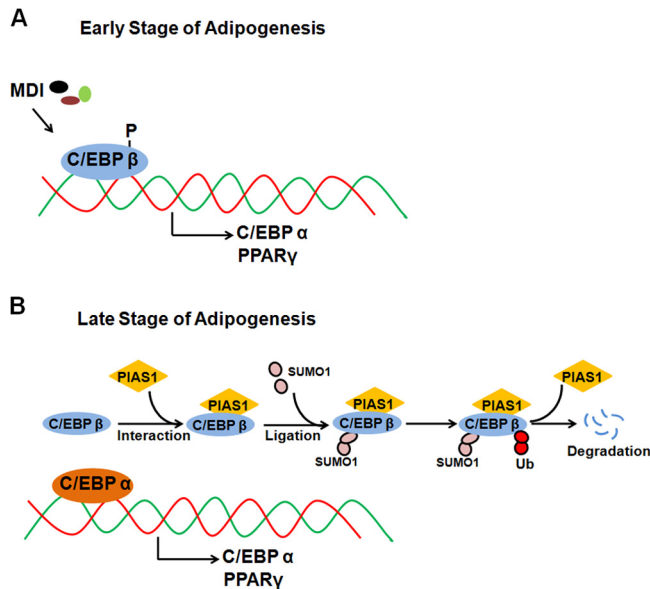 A
Early Stage of Adipogenesis
MDI
P
C/EBP β
C/EBP α
PPARγ
B
Late Stage of Adipogenesis
PIAS1
SUMO1
PIAS1
PIAS1
PIAS1
PIAS1
C/EBP β
Interaction
C/EBP β
Ligation
C/EBP β
C/EBP β
Degradation
SUMO1
SUMO1
Ub
C/EBP α
C/EBP α
PPARγ